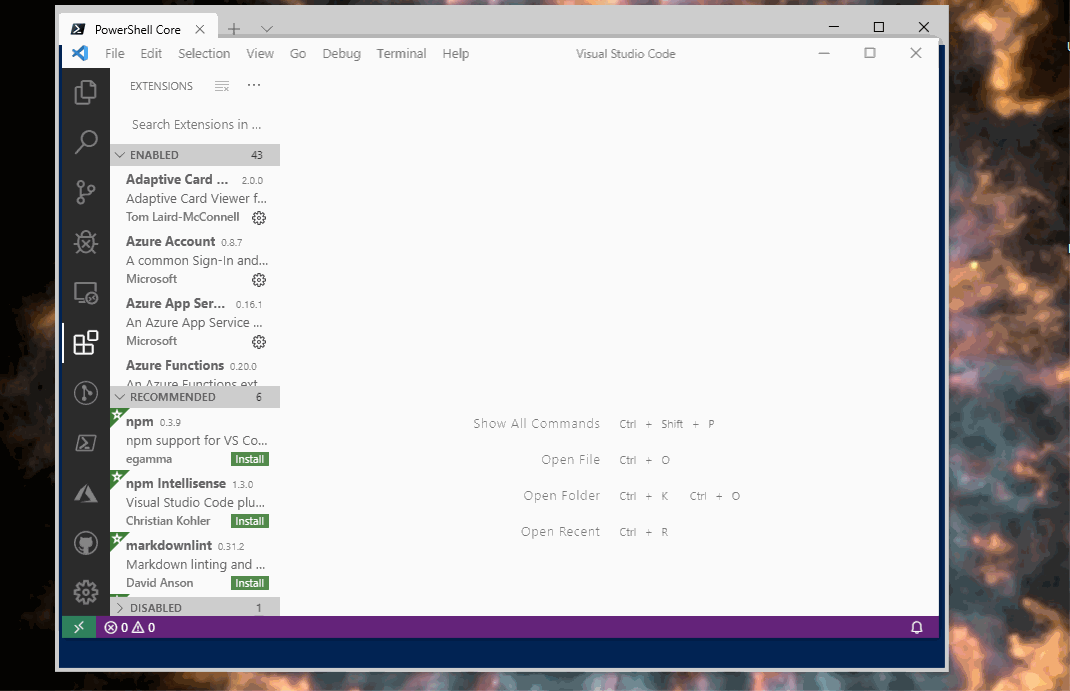 PowerShell Core
File Edit Selection View Go Debug Terminal Help Visual Studio Code
EXTENSIONS
Search Extensions in ...
ENABLED 43
Adaptive Card ... 2.0.0
Adaptive Card Viewer f...
Tom Laird-McConnell
Azure Account 0.8.7
A common Sign-In and...
Microsoft
Azure App Ser... 0.16.1
An Azure App Service ...
Microsoft
Azure Functions 0.20.0
An Azure Functions ext
RECOMMENDED 6
npm 0.3.9
npm support for VS Co...
egamma Install
npm Intellisense 1.3.0
Visual Studio Code plu...
Christian Kohler Install
markdownlint 0.31.2
Markdown linting and ...
David Anson Install
DISABLED 1
Show All Commands Ctrl + Shift + P
Open File Ctrl + O
Open Folder Ctrl + K Ctrl + O
Open Recent Ctrl + R
0 0